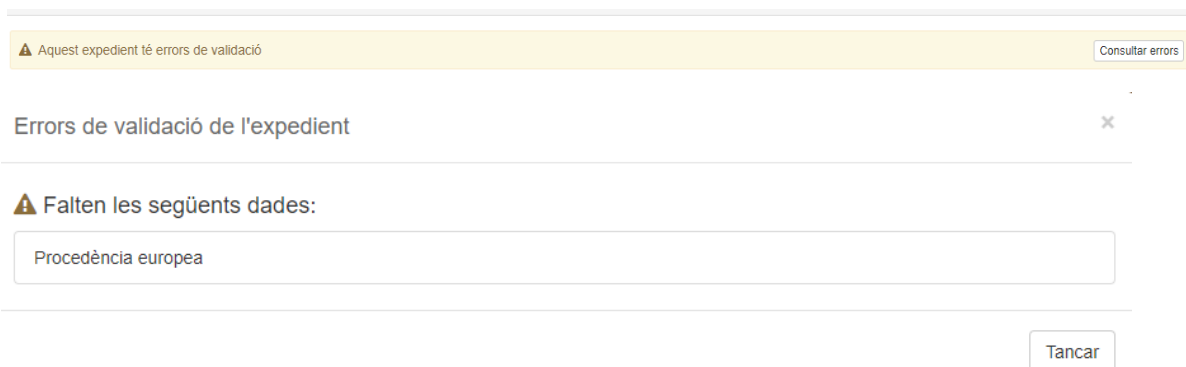 Aquest expedient té errors de validació
Consultar errors
Errors de validació de l'expedient
×
Falten les següents dades:
Procedència europea
Tancar